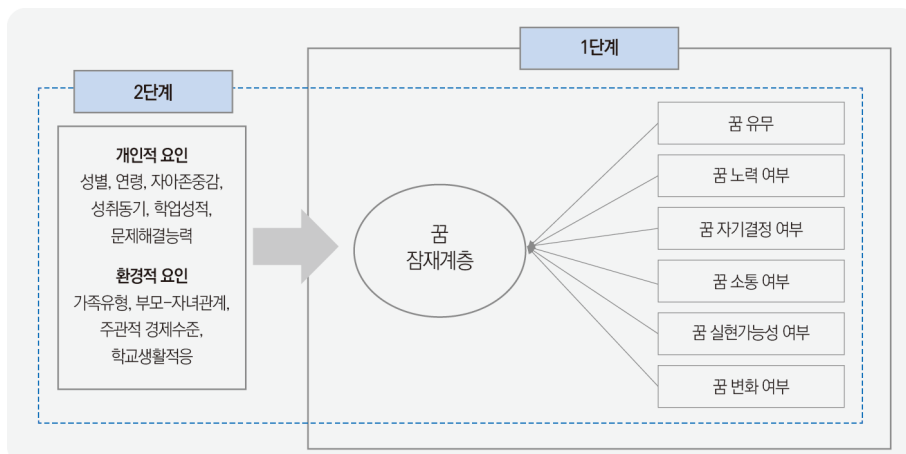 1단계
2단계
개인적 요인
성별, 연령, 자아존중감,
성취동기, 학업성적,
문제해결능력
환경적 요인
가족유형, 부모-자녀관계,
주관적 경제수준,
학교생활적응
꿈
잠재계층
꿈 유무
꿈 노력 여부
꿈 자기결정 여부
꿈 소통 여부
꿈 실현가능성 여부
꿈 변화 여부